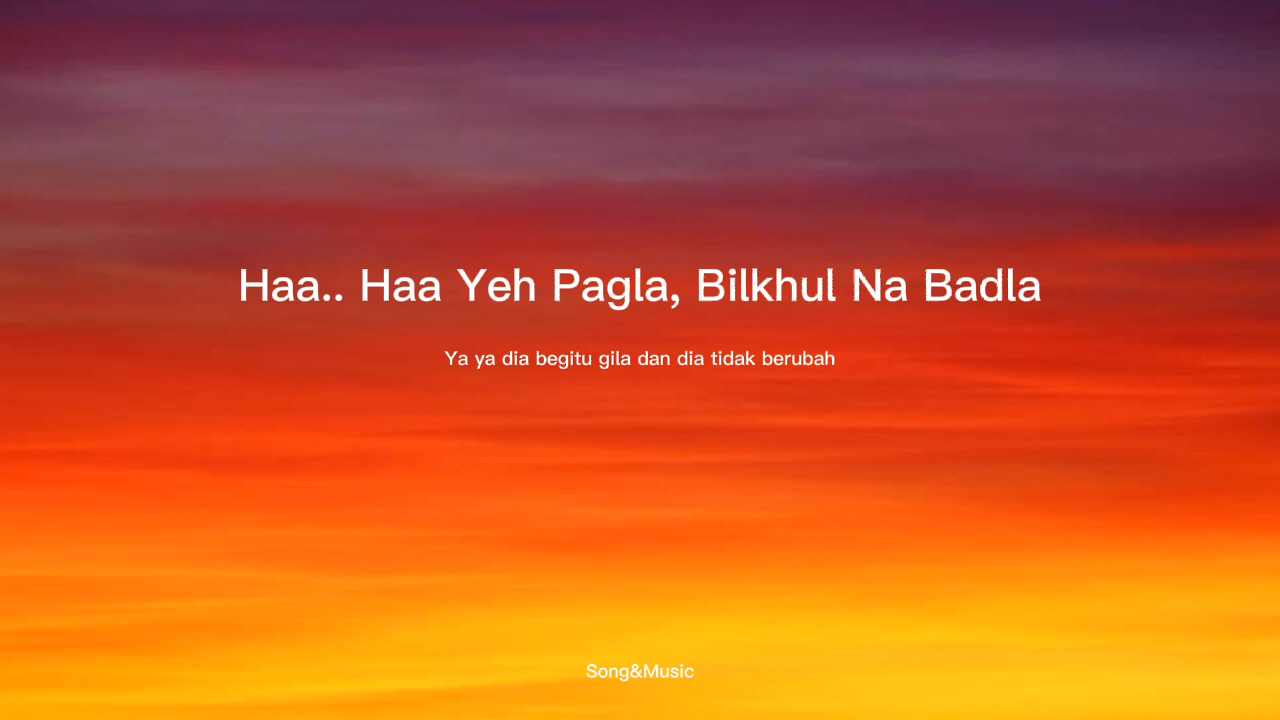 Haa.. Haa Yeh Pagla, Bilkhul Na Badla
Ya ya dia begitu gila dan dia tidak berubah
Song&Music